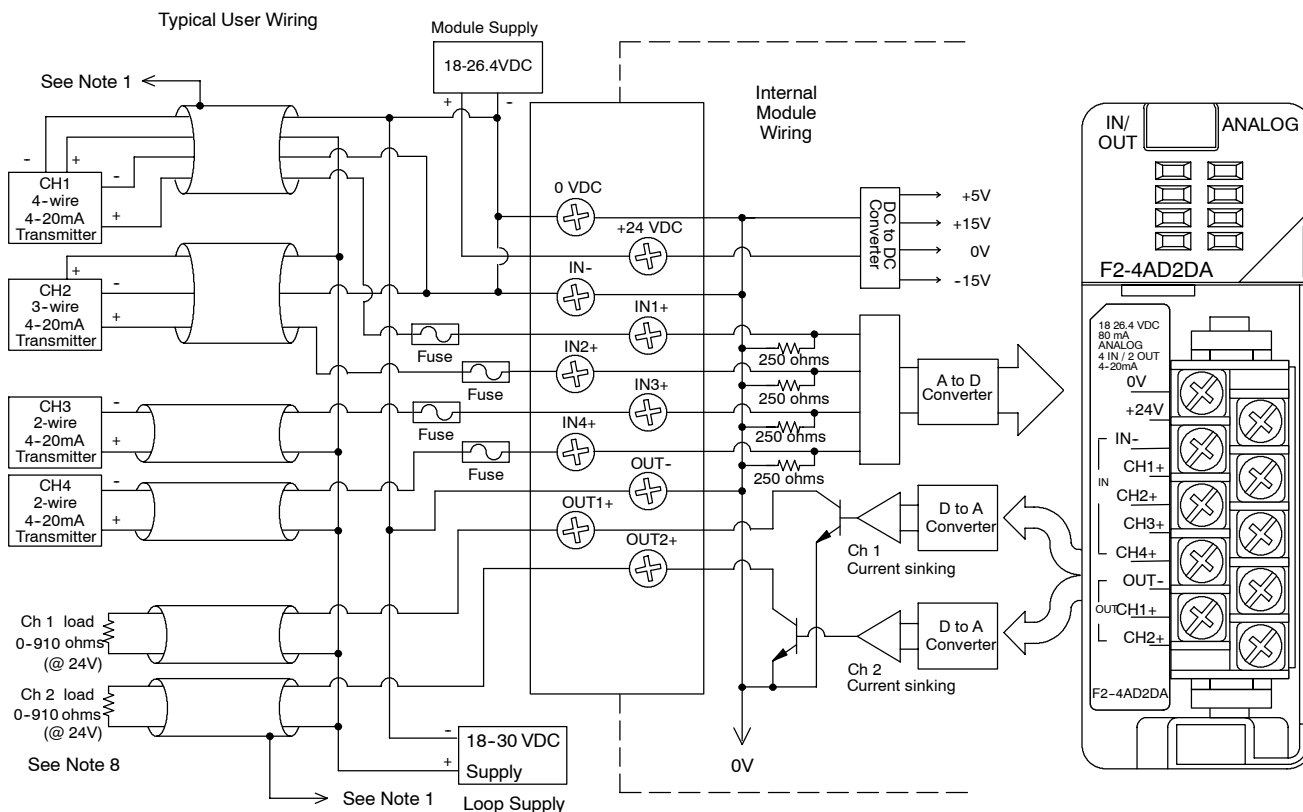 Typical User Wiring
Module Supply
18-26.4VDC
+
-
See Note 1
Internal
Module
Wiring
-
+
CH1
4-wire
4-20mA
Transmitter
-
+
+
CH2
3-wire
4-20mA
Transmitter
-
+
CH3
2-wire
4-20mA
Transmitter
-
+
CH4
2-wire
4-20mA
Transmitter
-
+
Ch 1 load
0-910 ohms
(@ 24V)
Ch 2 load
0-910 ohms
(@ 24V)
See Note 8
See Note 1
Fuse
Fuse
Fuse
Fuse
-
+
18-30 VDC
Supply
Loop Supply
0 VDC
+24 VDC
IN-
IN1+
IN2+
IN3+
IN4+
OUT-
OUT1+
OUT2+
DC to DC
Converter
+5V
+15V
0V
-15V
250 ohms
250 ohms
250 ohms
250 ohms
A to D
Converter
D to A
Converter
Ch 1
Current sinking
D to A
Converter
Ch 2
Current sinking
0V
IN/
OUT
ANALOG
F2-4AD2DA
18 26.4 VDC
80 mA
ANALOG
4 IN / 2 OUT
4-20mA
0V
+24V
IN-
CH1+
IN
CH2+
CH3+
CH4+
OUT-
OUT
CH1+
CH2+
F2-4AD2DA